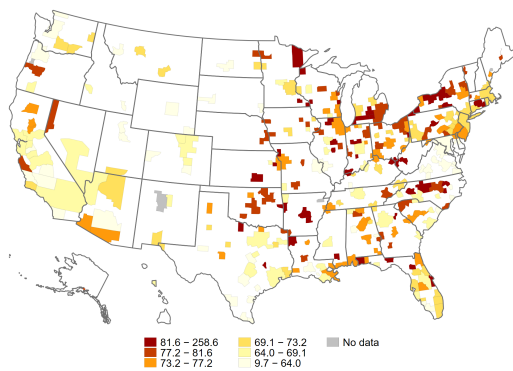 81.6 − 258.6 69.1 − 73.2 No data
77.2 − 81.6 64.0 − 69.1
73.2 − 77.2 9.7 − 64.0